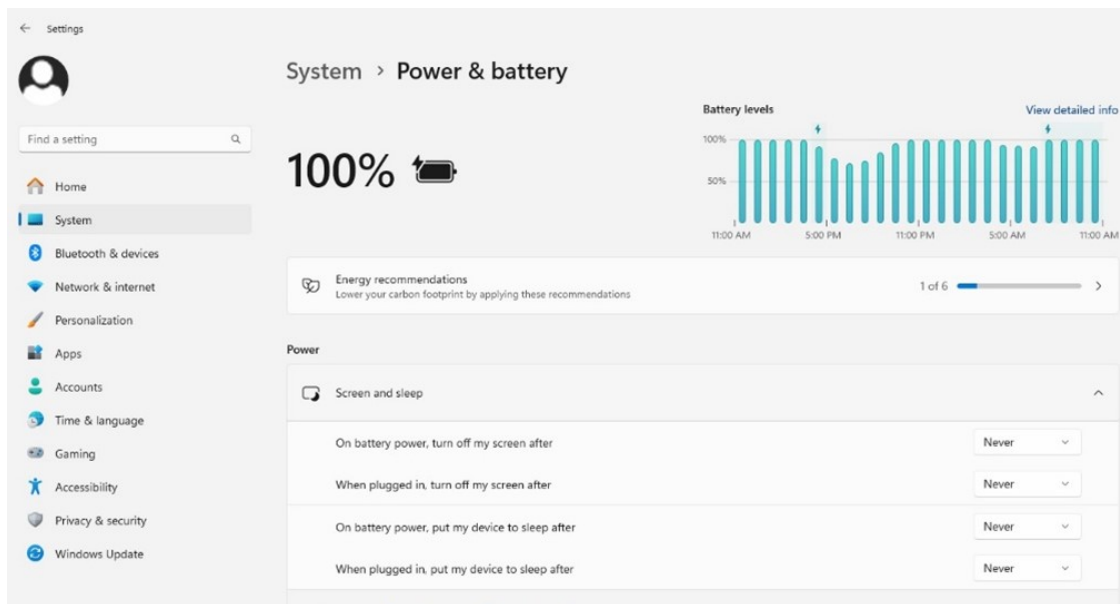 Settings
Find a setting
Home
System
Bluetooth & devices
Network & internet
Personalization
Apps
Accounts
Time & language
Gaming
Accessibility
Privacy & security
Windows Update
System > Power & battery
100%
Battery levels
View detailed info
100%
50%
11:00 AM 5:00 PM 11:00 PM 5:00 AM 11:00 AM
Energy recommendations
Lower your carbon footprint by applying these recommendations
1 of 6
Power
Screen and sleep
On battery power, turn off my screen after Never
When plugged in, turn off my screen after Never
On battery power, put my device to sleep after Never
When plugged in, put my device to sleep after Never